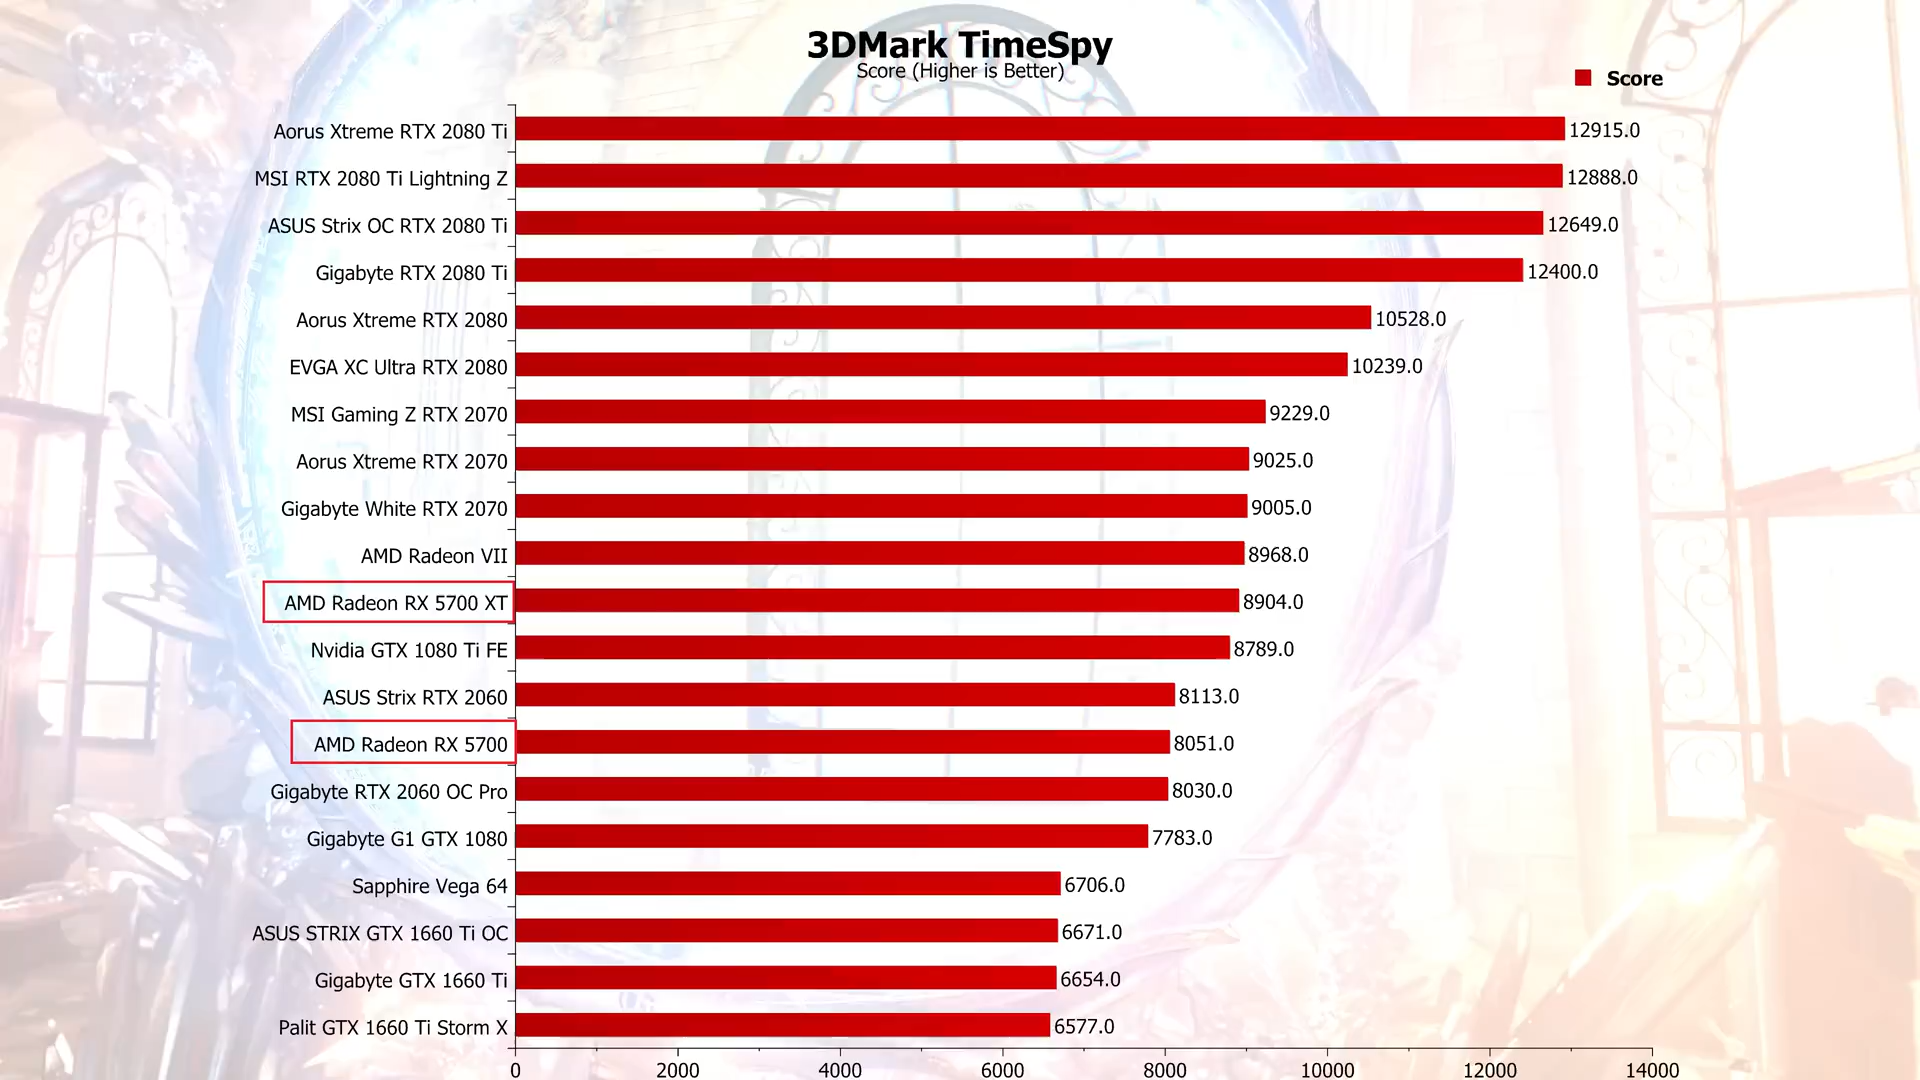 3DMark TimeSpy
Score (Higher is Better)
Score
Aorus Xtreme RTX 2080 Ti 12915.0
MSI RTX 2080 Ti Lightning Z 12888.0
ASUS Strix OC RTX 2080 Ti 12649.0
Gigabyte RTX 2080 Ti 12400.0
Aorus Xtreme RTX 2080 10528.0
EVGA XC Ultra RTX 2080 10239.0
MSI Gaming Z RTX 2070 9229.0
Aorus Xtreme RTX 2070 9025.0
Gigabyte White RTX 2070 9005.0
AMD Radeon VII 8968.0
AMD Radeon RX 5700 XT 8904.0
Nvidia GTX 1080 Ti FE 8789.0
ASUS Strix RTX 2060 8113.0
AMD Radeon RX 5700 8051.0
Gigabyte RTX 2060 OC Pro 8030.0
Gigabyte G1 GTX 1080 7783.0
Sapphire Vega 64 6706.0
ASUS STRIX GTX 1660 Ti OC 6671.0
Gigabyte GTX 1660 Ti 6654.0
Palit GTX 1660 Ti Storm X 6577.0
0 2000 4000 6000 8000 10000 12000 14000